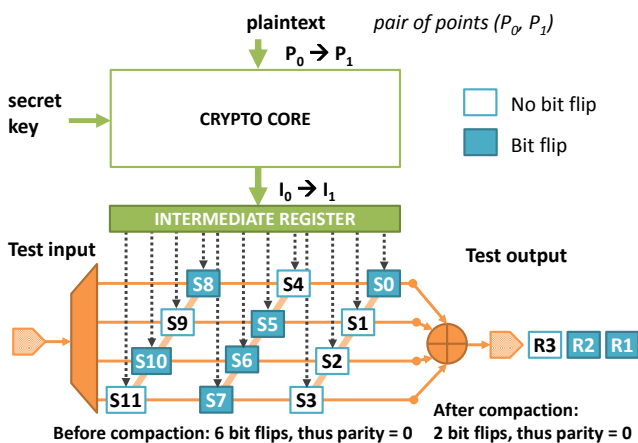 plaintext
pair of points (P0, P1)
P0 → P1
secret
key
CRYPTO CORE
No bit flip
Bit flip
I0 → I1
INTERMEDIATE REGISTER
Test input
Test output
S8 S4 S0
S9 S5 S1
S10 S6 S2
S11 S7 S3
R3 R2 R1
Before compaction: 6 bit flips, thus parity = 0
After compaction:
2 bit flips, thus parity = 0